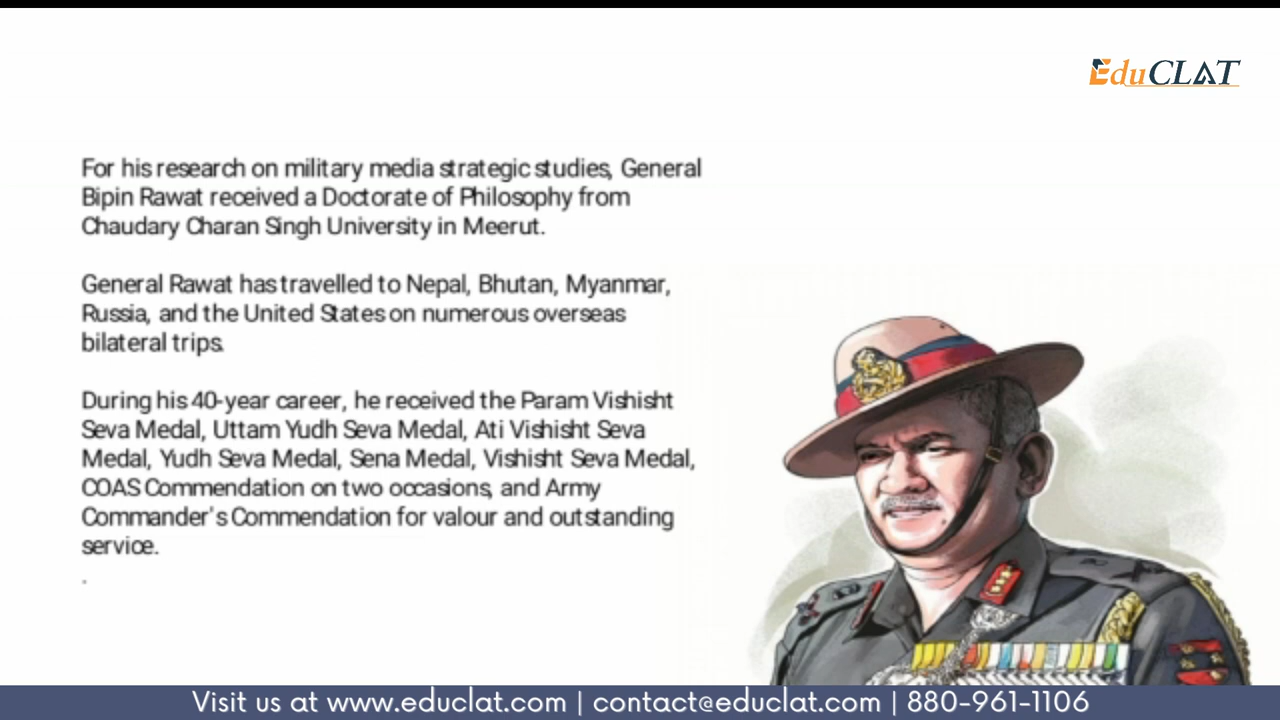 EduCLAT
For his research on military media strategic studies, General
Bipin Rawat received a Doctorate of Philosophy from
Chaudary Charan Singh University in Meerut.
General Rawat has travelled to Nepal, Bhutan, Myanmar,
Russia, and the United States on numerous overseas
bilateral trips.
During his 40-year career, he received the Param Vishisht
Seva Medal, Uttam Yudh Seva Medal, Ati Vishisht Seva
Medal, Yudh Seva Medal, Sena Medal, Vishisht Seva Medal,
COAS Commendation on two occasions, and Army
Commander's Commendation for valour and outstanding
service.
.
Visit us at www.educlat.com | contact@educlat.com | 880-961-1106